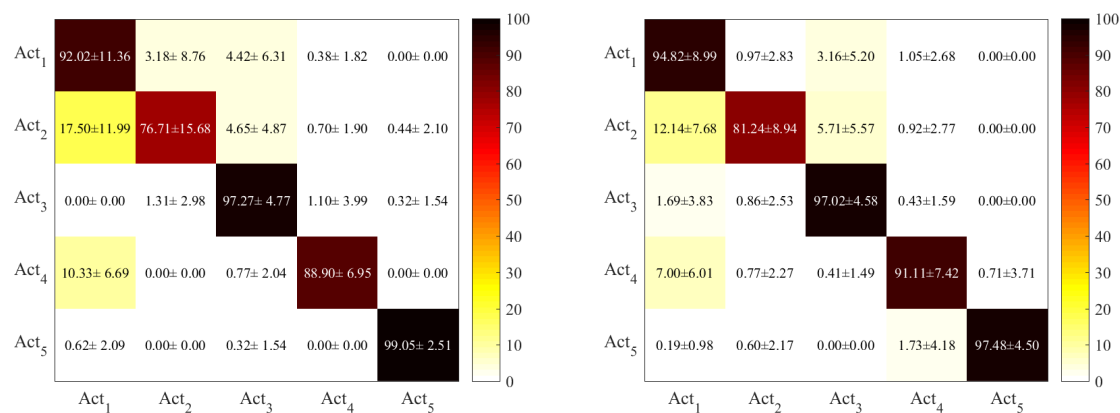 Act1 92.02±11.36 3.18± 8.76 4.42± 6.31 0.38± 1.82 0.00± 0.00
Act2 17.50±11.99 76.71±15.68 4.65± 4.87 0.70± 1.90 0.44± 2.10
Act3 0.00± 0.00 1.31± 2.98 97.27± 4.77 1.10± 3.99 0.32± 1.54
Act4 10.33± 6.69 0.00± 0.00 0.77± 2.04 88.90± 6.95 0.00± 0.00
Act5 0.62± 2.09 0.00± 0.00 0.32± 1.54 0.00± 0.00 99.05± 2.51
Act1 Act2 Act3 Act4 Act5
100
90
80
70
60
50
40
30
20
10
0
Act1 94.82±8.99 0.97±2.83 3.16±5.20 1.05±2.68 0.00±0.00
Act2 12.14±7.68 81.24±8.94 5.71±5.57 0.92±2.77 0.00±0.00
Act3 1.69±3.83 0.86±2.53 97.02±4.58 0.43±1.59 0.00±0.00
Act4 7.00±6.01 0.77±2.27 0.41±1.49 91.11±7.42 0.71±3.71
Act5 0.19±0.98 0.60±2.17 0.00±0.00 1.73±4.18 97.48±4.50
Act1 Act2 Act3 Act4 Act5
100
90
80
70
60
50
40
30
20
10
0